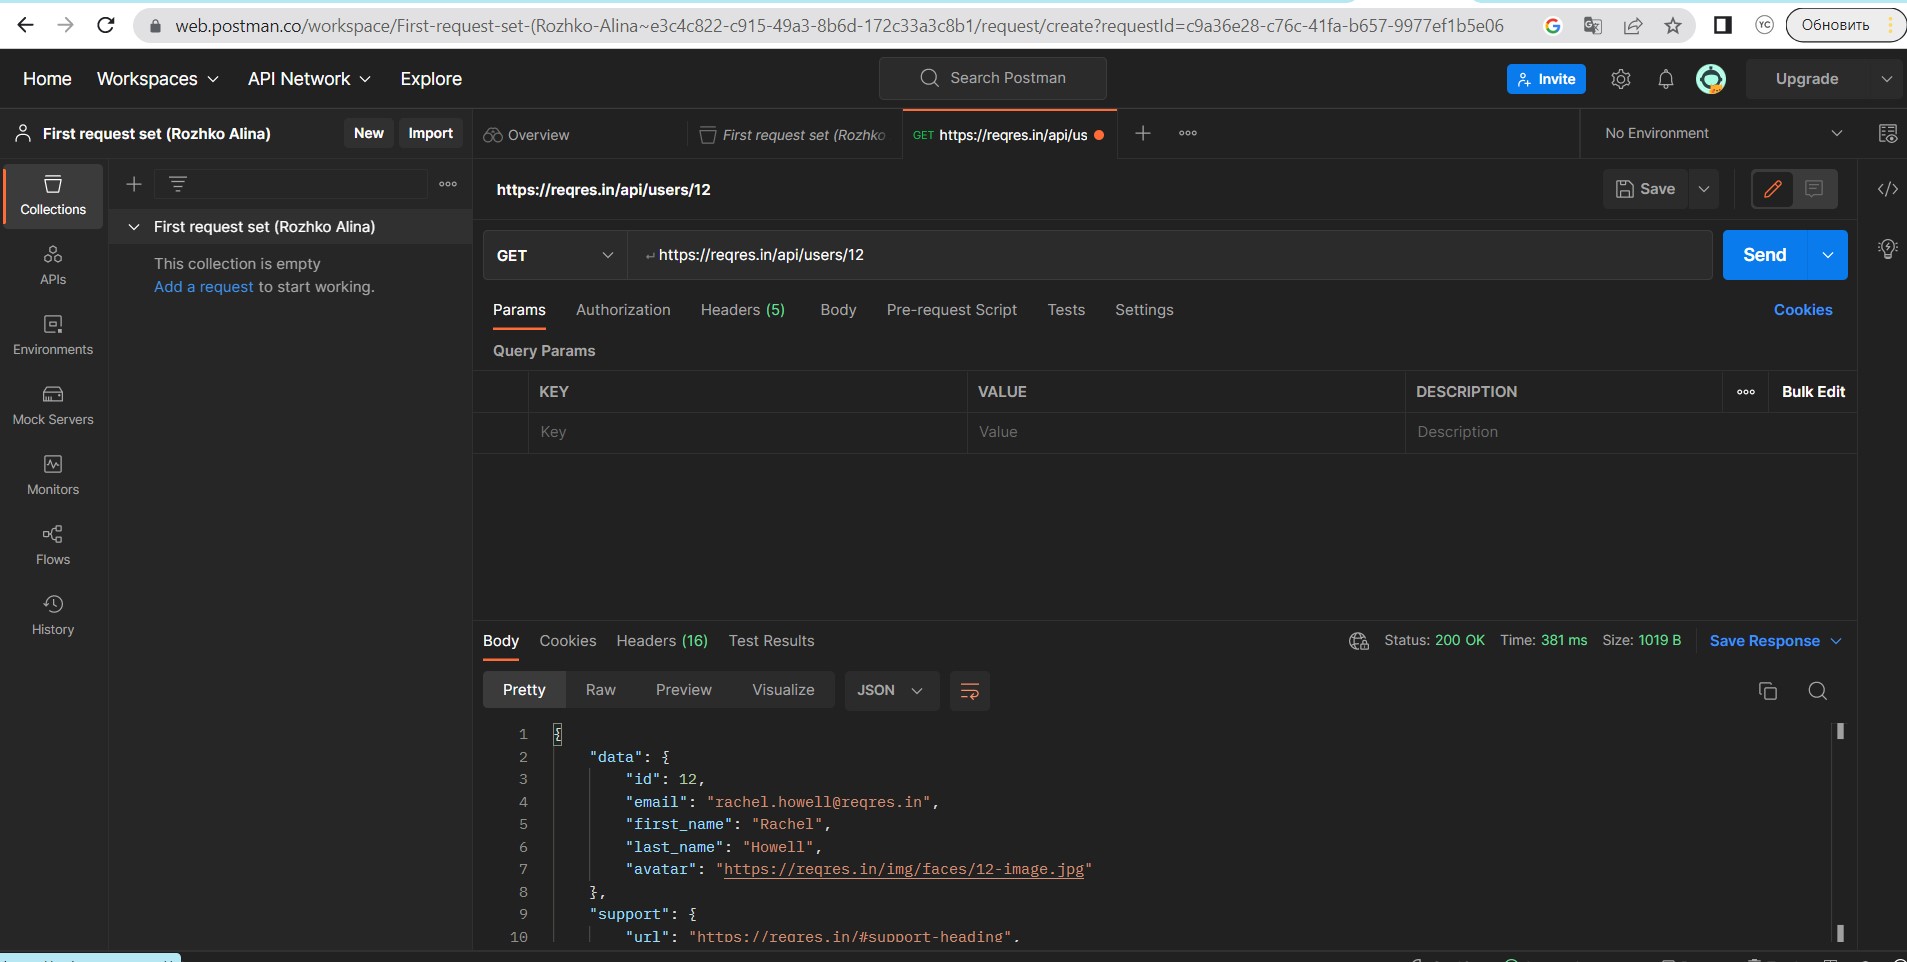 web.postman.co/workspace/First-request-set-(Rozhko-Alina~e3c4c822-c915-49a3-8b6d-172c33a3c8b1/request/create?requestId=c9a36e28-c76c-41fa-b657-9977ef1b5e06
YC
Обновить
Home Workspaces API Network Explore
Search Postman
Invite
Upgrade
First request set (Rozhko Alina)
New
Import
Overview
First request set (Rozhko
GET https://reqres.in/api/us
No Environment
Collections
APIs
Environments
Mock Servers
Monitors
Flows
History
First request set (Rozhko Alina)
This collection is empty
Add a request to start working.
https://reqres.in/api/users/12
Save
GET
https://reqres.in/api/users/12
Send
Params Authorization Headers (5) Body Pre-request Script Tests Settings
Cookies
Query Params
KEY VALUE DESCRIPTION
Bulk Edit
Key Value Description
Body Cookies Headers (16) Test Results
Status: 200 OK Time: 381 ms Size: 1019 B
Save Response
Pretty Raw Preview Visualize
JSON
1 {
2 "data": {
3 "id": 12,
4 "email": "rachel.howell@reqres.in",
5 "first_name": "Rachel",
6 "last_name": "Howell",
7 "avatar": "https://reqres.in/img/faces/12-image.jpg"
8 },
9 "support": {
10 "url": "https://reqres.in/#support-heading",